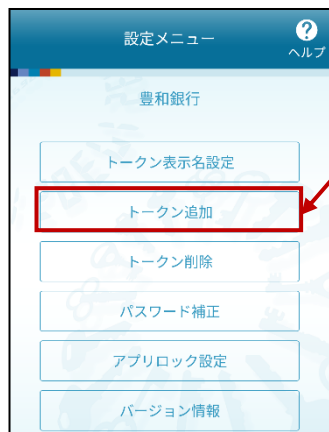 設定メニュー
?
ヘルプ
豊和銀行
トークン表示名設定
トークン追加
トークン削除
パスワード補正
アプリロック設定
バージョン情報